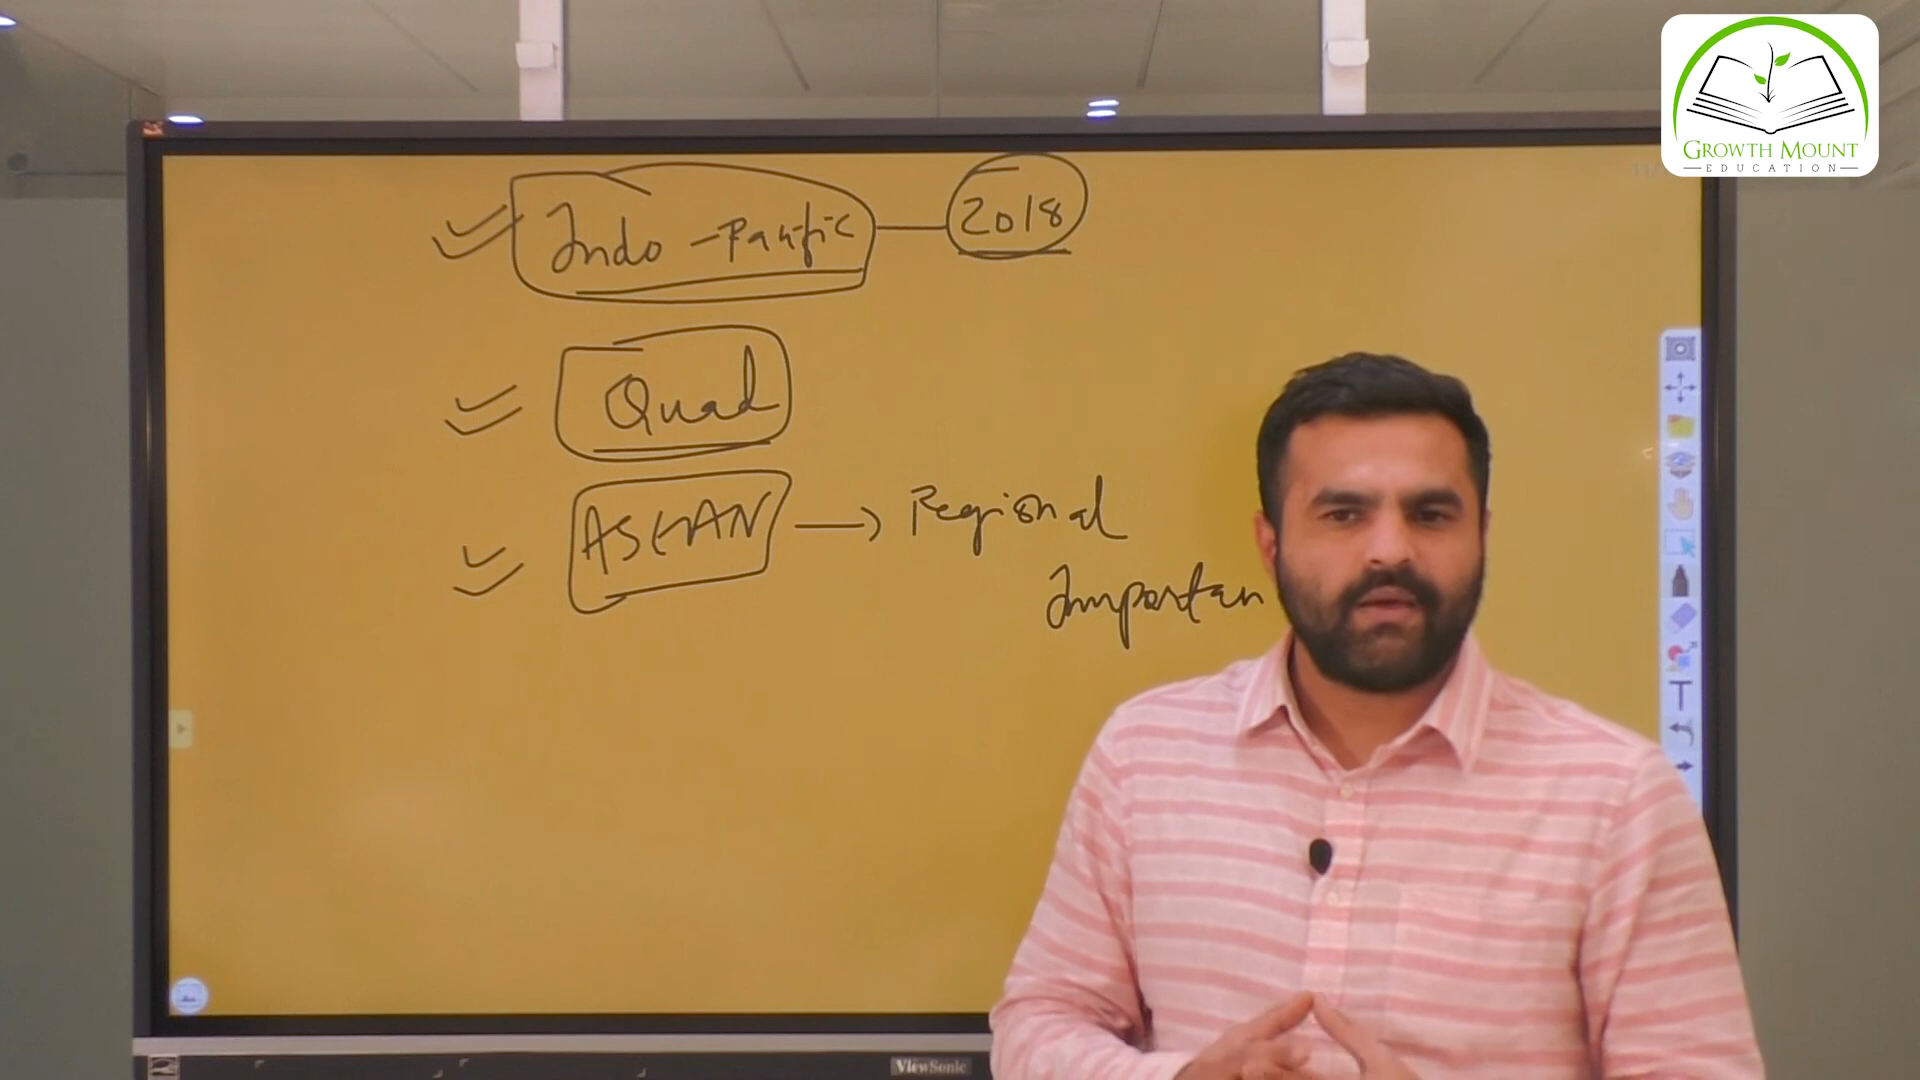 GROWTH MOUNT
EDUCATION
Indo - Pacific — 2018
Quad
ASEAN → Regional
Importan
T
ViewSonic